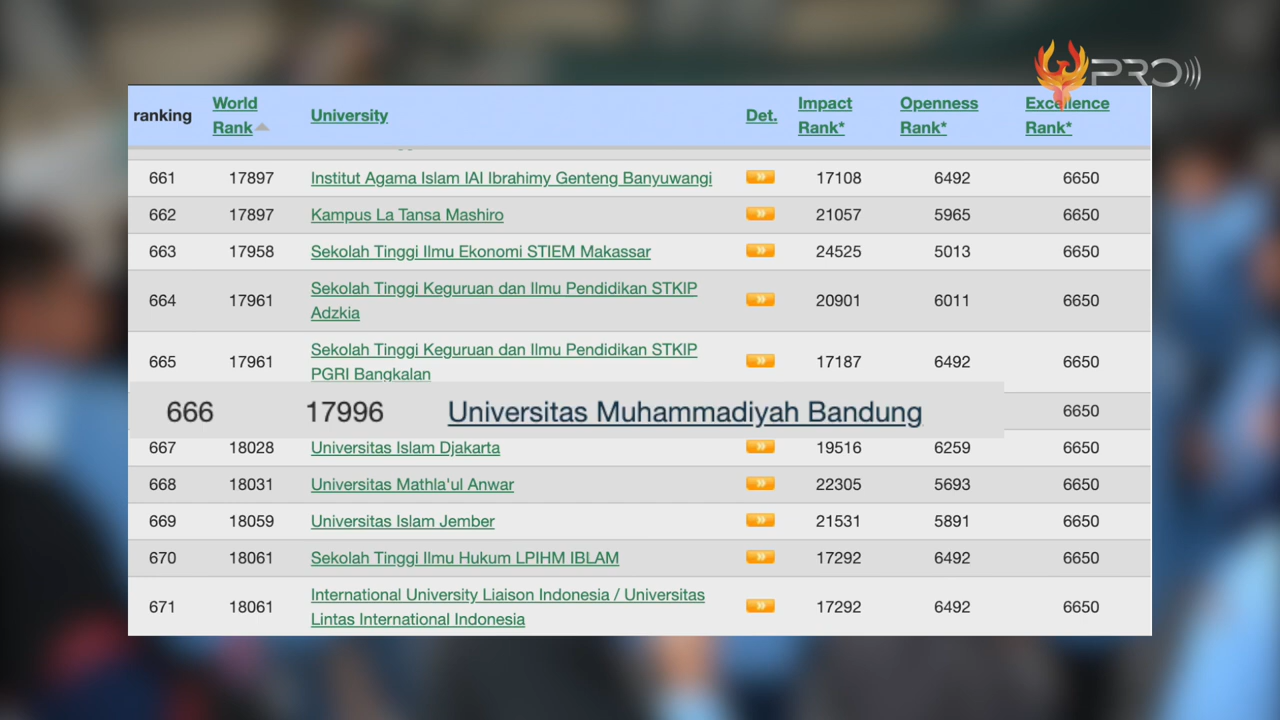 PRO
ranking World Rank University Det. Impact Rank* Openness Rank* Excellence Rank*
661 17897 Institut Agama Islam IAI Ibrahimy Genteng Banyuwangi 17108 6492 6650
662 17897 Kampus La Tansa Mashiro 21057 5965 6650
663 17958 Sekolah Tinggi Ilmu Ekonomi STIEM Makassar 24525 5013 6650
664 17961 Sekolah Tinggi Keguruan dan Ilmu Pendidikan STKIP Adzkia 20901 6011 6650
665 17961 Sekolah Tinggi Keguruan dan Ilmu Pendidikan STKIP PGRI Bangkalan 17187 6492 6650
666 17996 Universitas Muhammadiyah Bandung 6650
667 18028 Universitas Islam Djakarta 19516 6259 6650
668 18031 Universitas Mathla'ul Anwar 22305 5693 6650
669 18059 Universitas Islam Jember 21531 5891 6650
670 18061 Sekolah Tinggi Ilmu Hukum LPIHM IBLAM 17292 6492 6650
671 18061 International University Liaison Indonesia / Universitas Lintas International Indonesia 17292 6492 6650